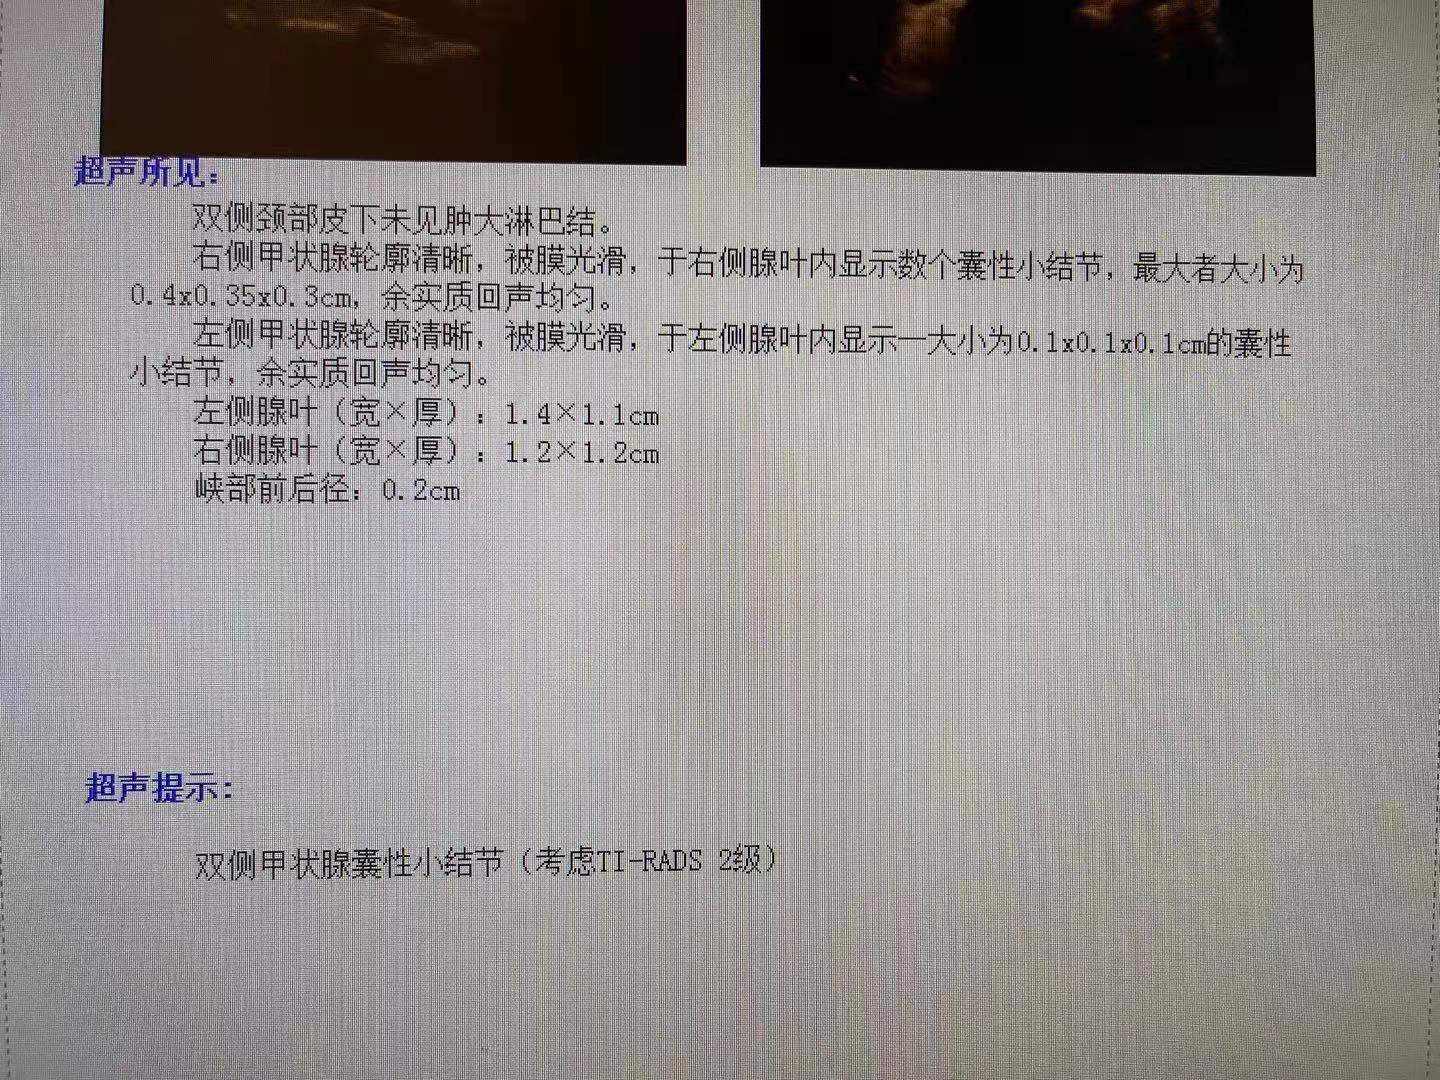 超声所见：
双侧颈部皮下未见肿大淋巴结。
右侧甲状腺轮廓清晰，被膜光滑，于右侧腺叶内显示数个囊性小结节，最大者大小为
0.4x0.35x0.3cm，余实质回声均匀。
左侧甲状腺轮廓清晰，被膜光滑，于左侧腺叶内显示一大小为0.1x0.1x0.1cm的囊性
小结节，余实质回声均匀。
左侧腺叶（宽×厚）：1.4×1.1cm
右侧腺叶（宽×厚）：1.2×1.2cm
峡部前后径：0.2cm
超声提示：
双侧甲状腺囊性小结节（考虑TI-RADS 2级）